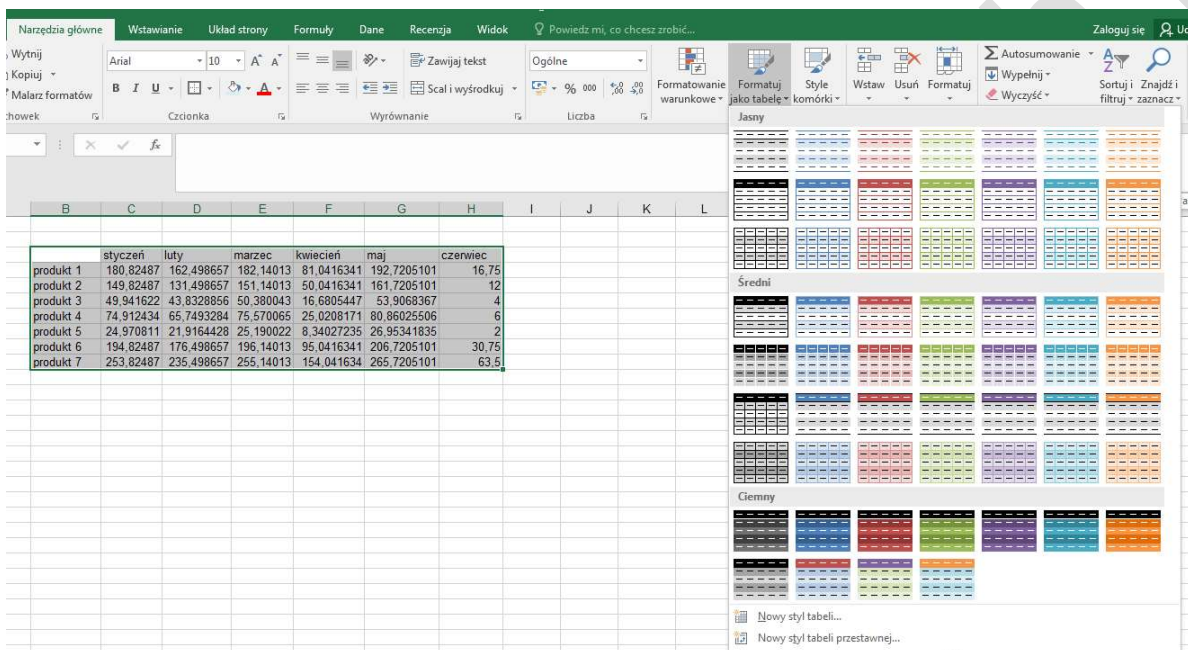 Narzędzia główne Wstawianie Układ strony Formuły Dane Recenzja Widok Powiedz mi, co chcesz zrobić... Zaloguj się
Wytnij
Kopiuj
Malarz formatów
Arial 10
B I U
Zawijaj tekst
Scal i wyśrodkuj
Ogólne
% 000
Formatowanie warunkowe
Formatuj jako tabelę
Style komórki
Wstaw Usuń Formatuj
Autosumowanie
Wypełnij
Wyczyść
Sortuj i filtruj
Znajdź i zaznacz
Czcionka Wyrównanie Liczba
fx
B C D E F G H I J K L
styczeń luty marzec kwiecień maj czerwiec
produkt 1 180,82487 162,498657 182,14013 81,0416341 192,7205101 16,75
produkt 2 149,82487 131,498657 151,14013 50,0416341 161,7205101 12
produkt 3 49,941622 43,8328856 50,380043 16,6805447 53,9068367 4
produkt 4 74,912434 65,7493284 75,570065 25,0208171 80,86025506 6
produkt 5 24,970811 21,9164428 25,190022 8,34027235 26,95341835 2
produkt 6 194,82487 176,498657 196,14013 95,0416341 206,7205101 30,75
produkt 7 253,82487 235,498657 255,14013 154,041634 265,7205101 63,5
Jasny
Średni
Ciemny
Nowy styl tabeli...
Nowy styl tabeli przestawnej...